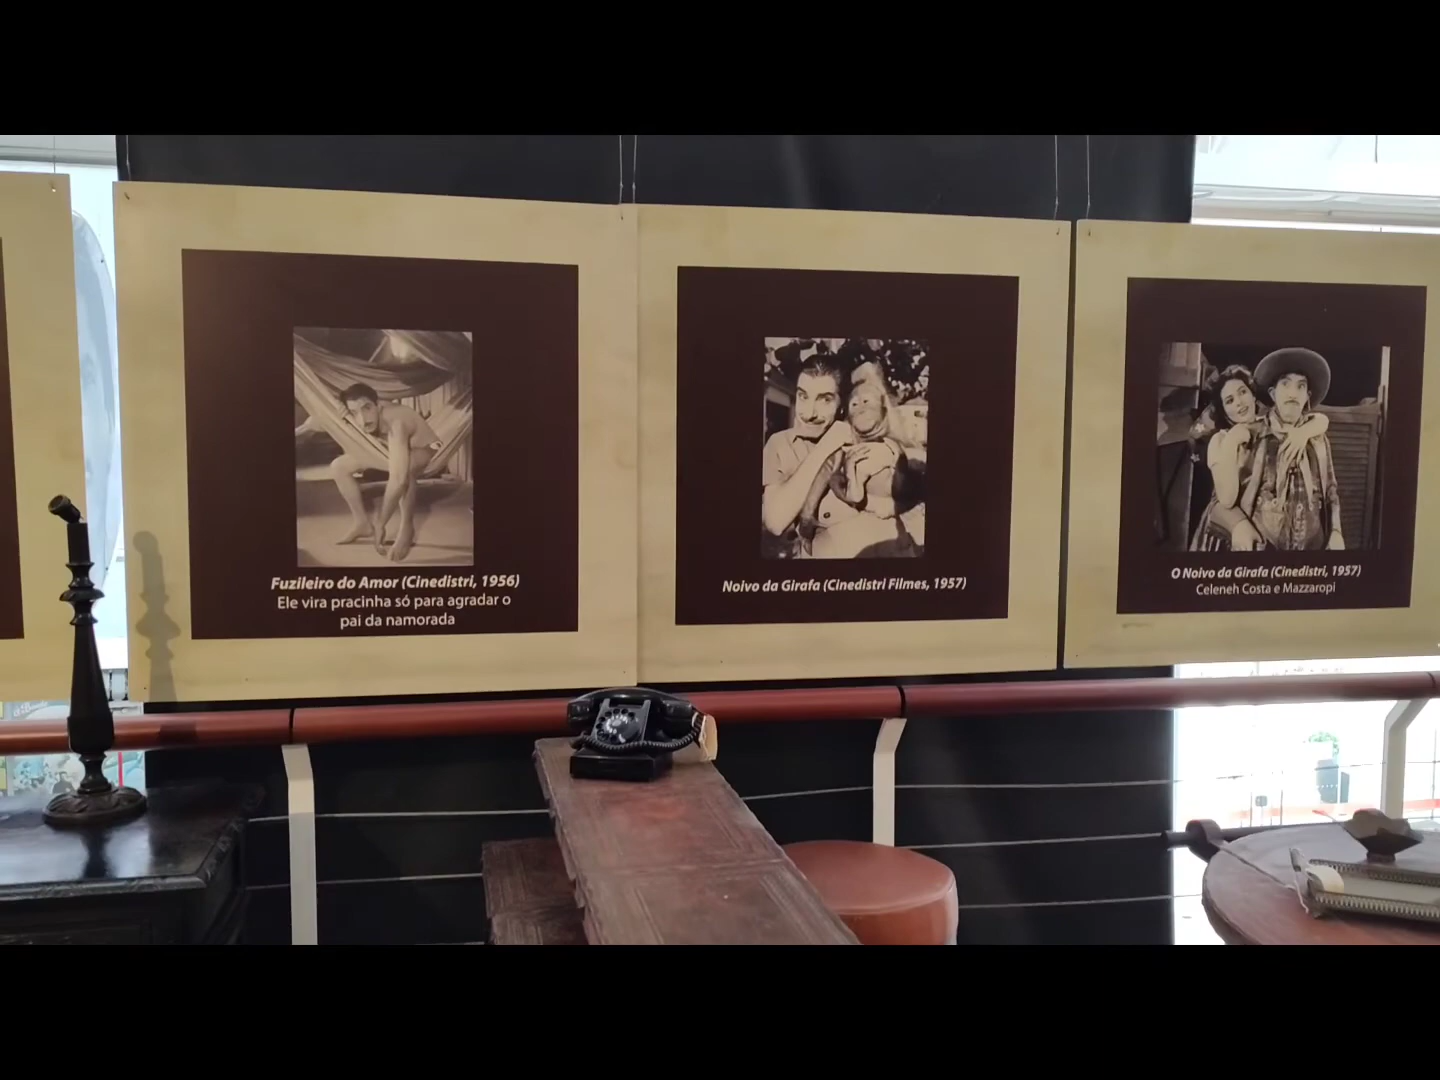 Fuzileiro do Amor (Cinedistri, 1956)
Ele vira pracinha só para agradar o
pai da namorada
Noivo da Girafa (Cinedistri Filmes, 1957)
O Noivo da Girafa (Cinedistri, 1957)
Celeneh Costa e Mazzaropi